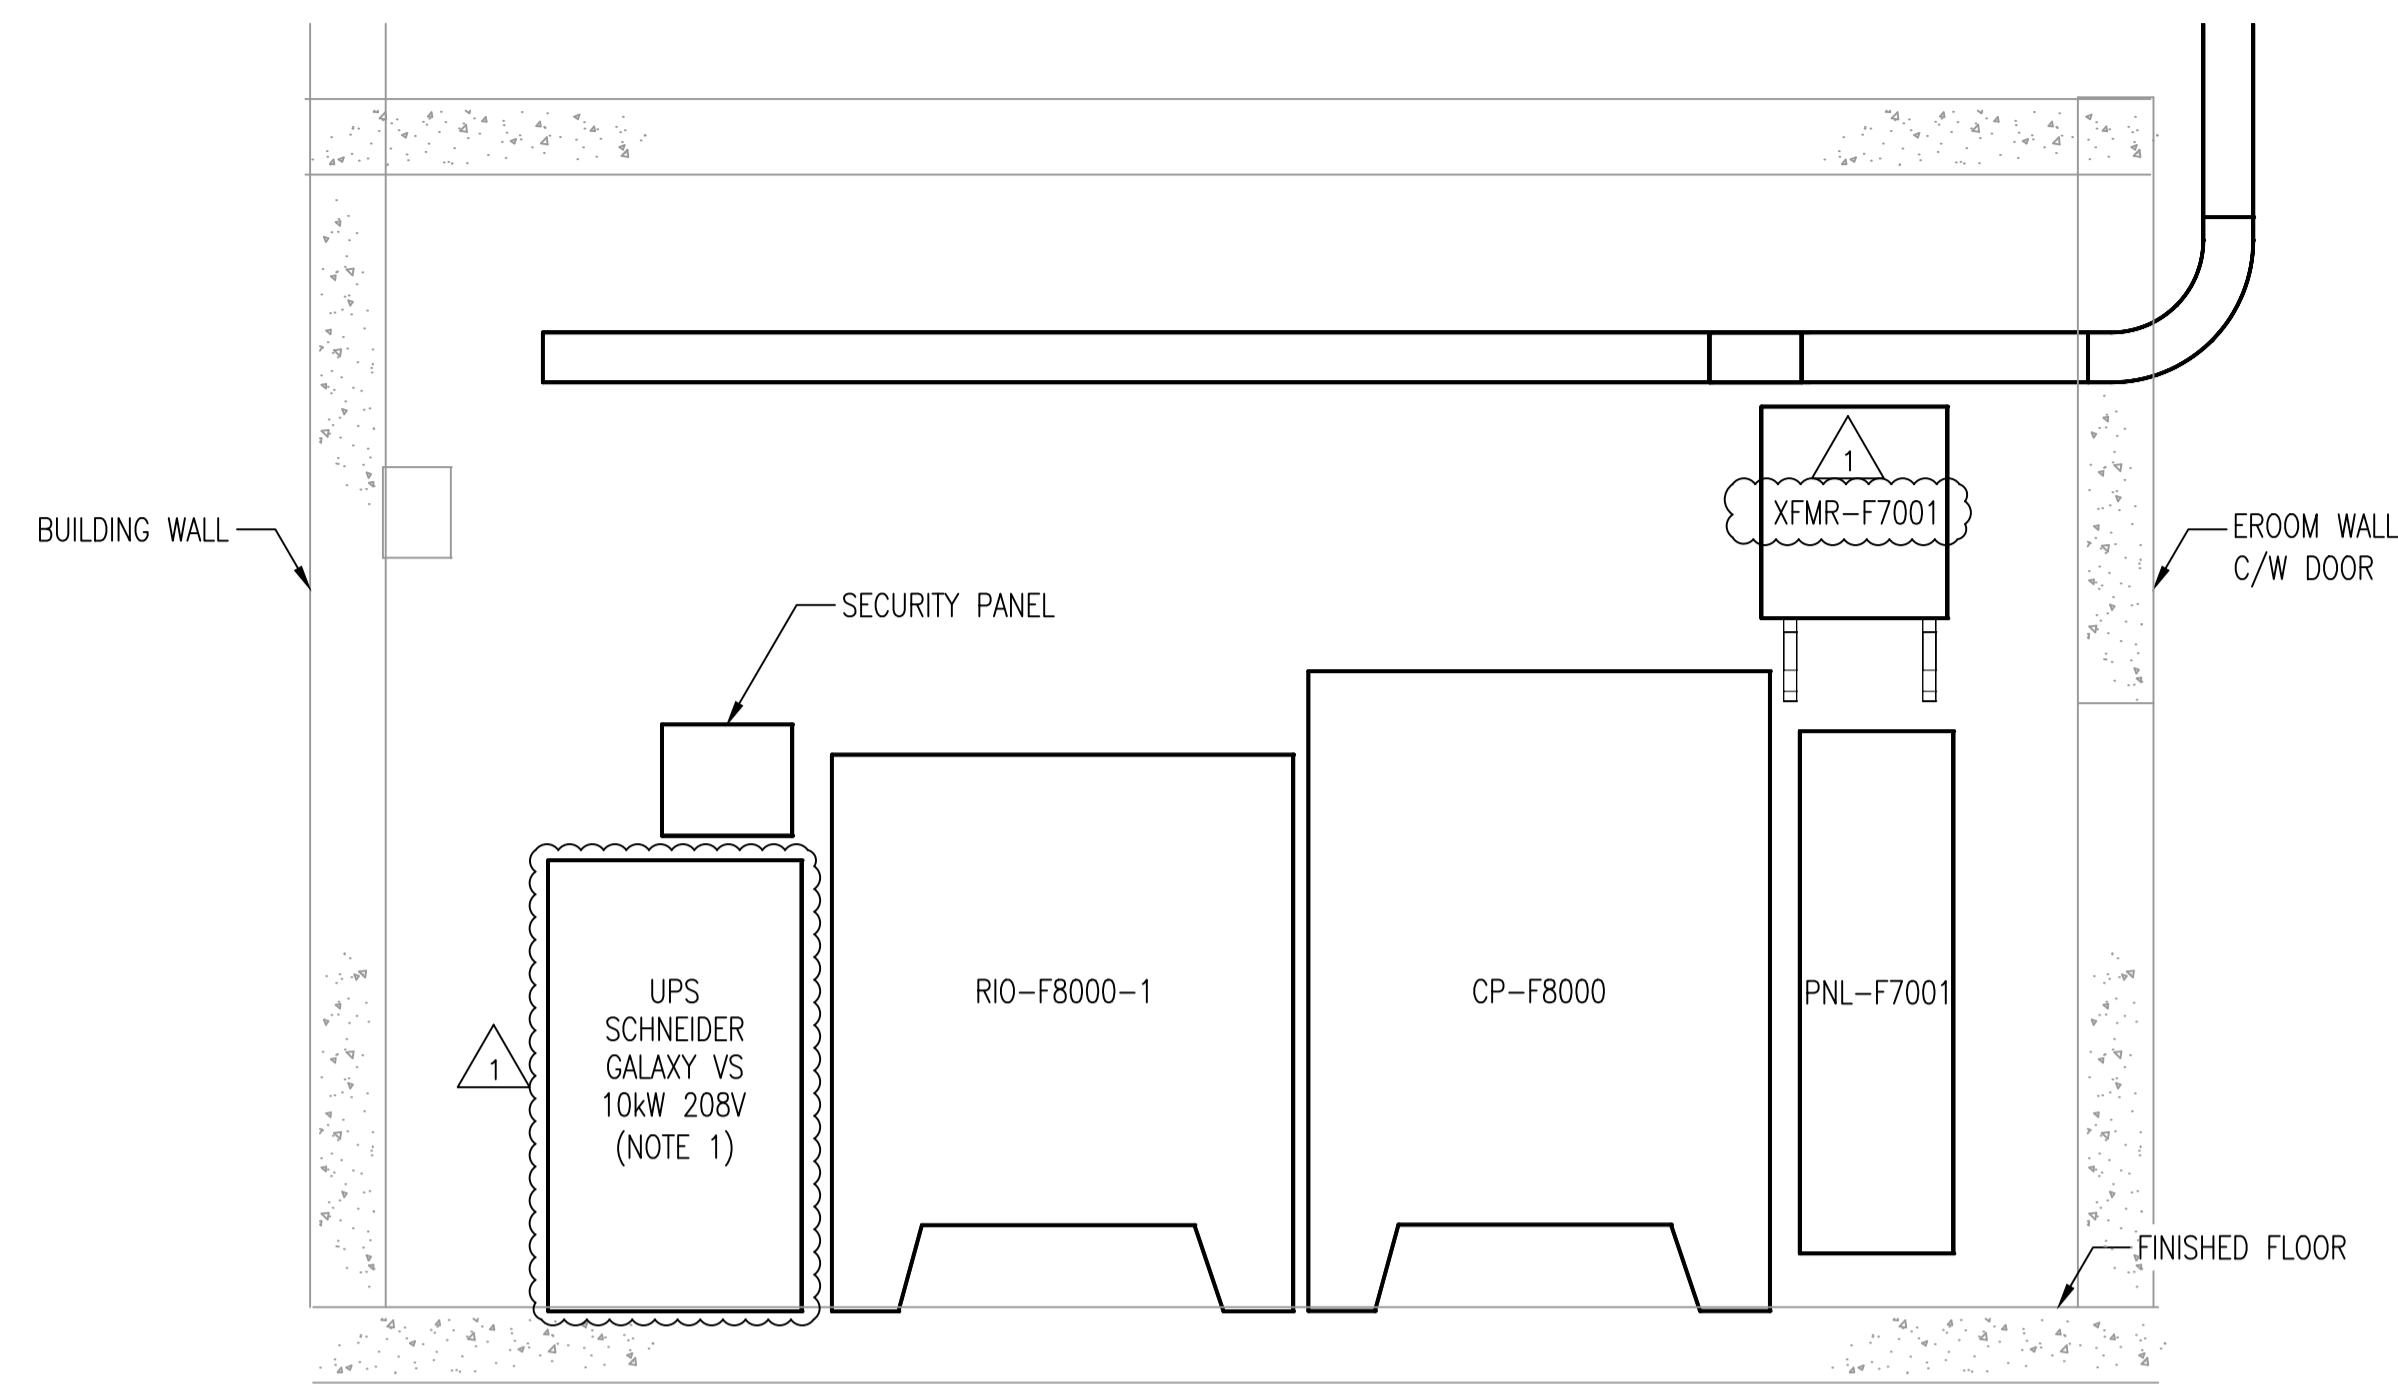 1
XFMR-F7001
BUILDING WALL
EROOM WALL
C/W DOOR
SECURITY PANEL
UPS
SCHNEIDER
GALAXY VS
10kW 208V
(NOTE 1)
1
RIO-F8000-1
CP-F8000
PNL-F7001
FINISHED FLOOR